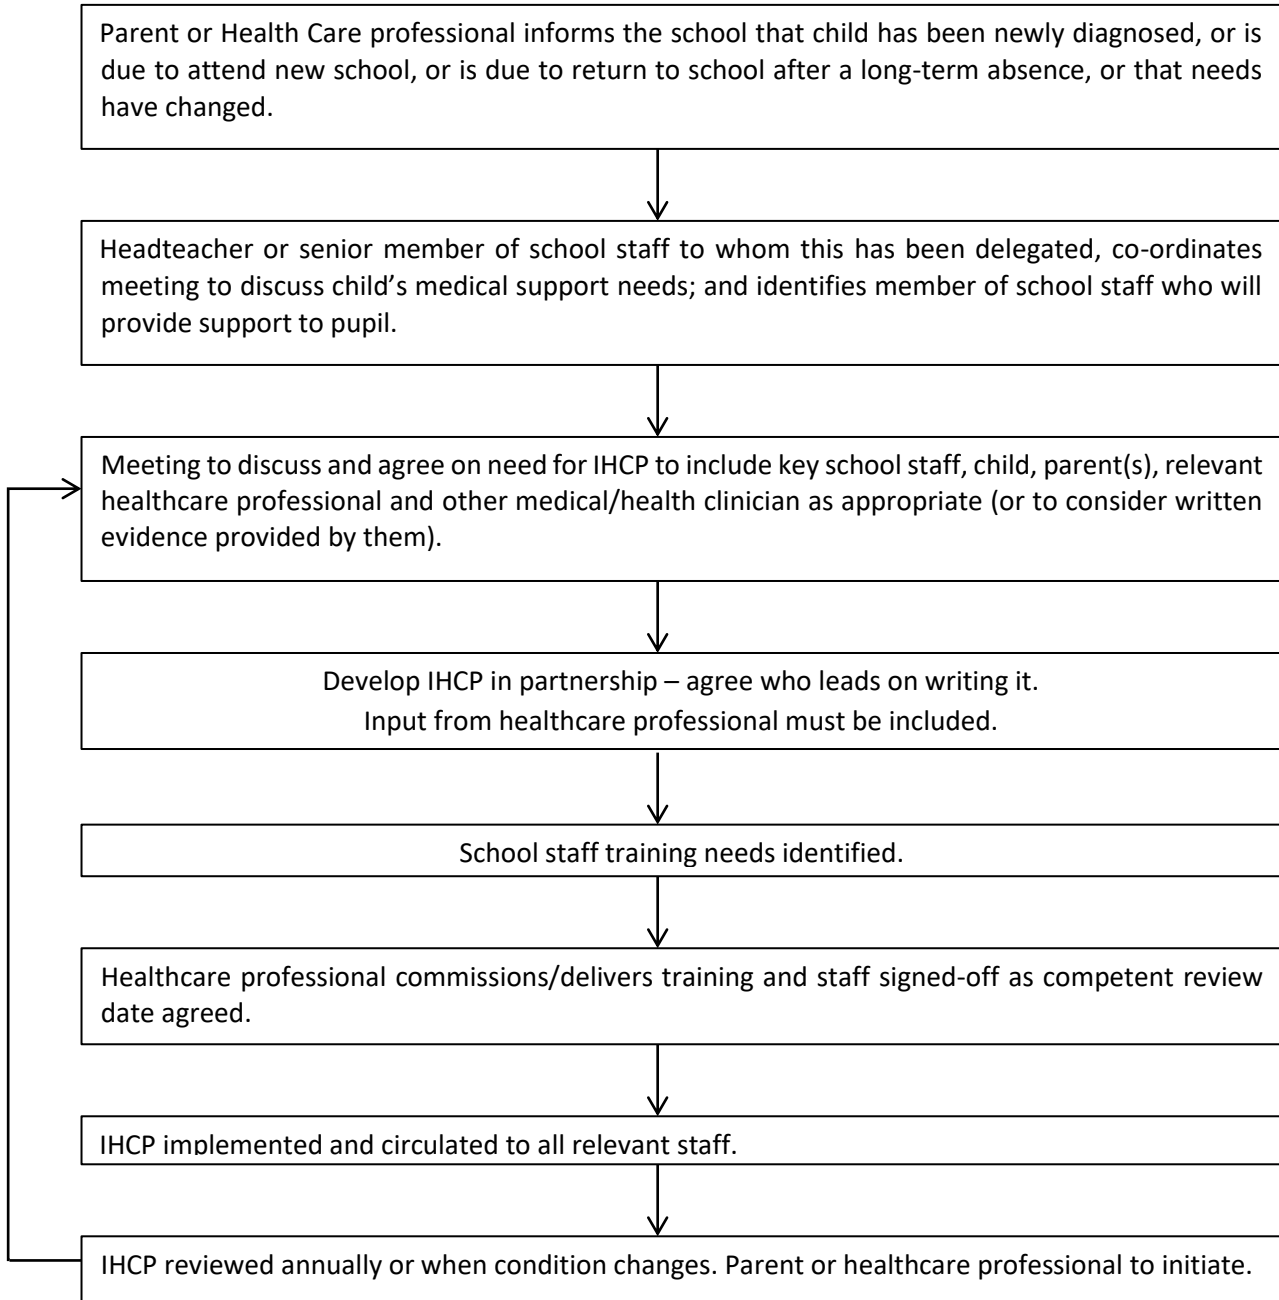 Parent or Health Care professional informs the school that child has been newly diagnosed, or is
due to attend new school, or is due to return to school after a long-term absence, or that needs
have changed.
Headteacher or senior member of school staff to whom this has been delegated, co-ordinates
meeting to discuss child’s medical support needs; and identifies member of school staff who will
provide support to pupil.
Meeting to discuss and agree on need for IHCP to include key school staff, child, parent(s), relevant
healthcare professional and other medical/health clinician as appropriate (or to consider written
evidence provided by them).
Develop IHCP in partnership – agree who leads on writing it.
Input from healthcare professional must be included.
School staff training needs identified.
Healthcare professional commissions/delivers training and staff signed-off as competent review
date agreed.
IHCP implemented and circulated to all relevant staff.
IHCP reviewed annually or when condition changes. Parent or healthcare professional to initiate.